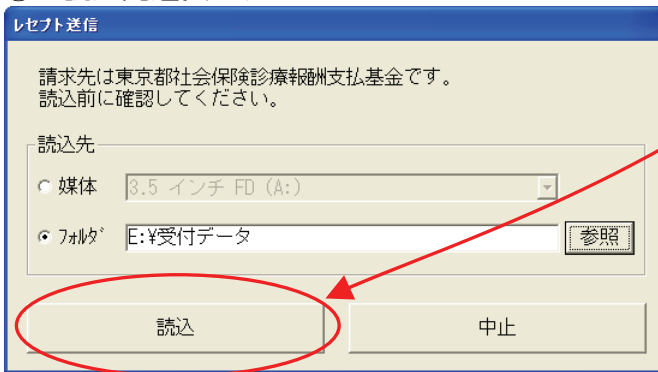 レセプト送信
請求先は東京都社会保険診療報酬支払基金です。
読込前に確認してください。
読込先
媒体 3.5 インチ FD (A:)
フォルダ E:¥受付データ 参照
読込 中止